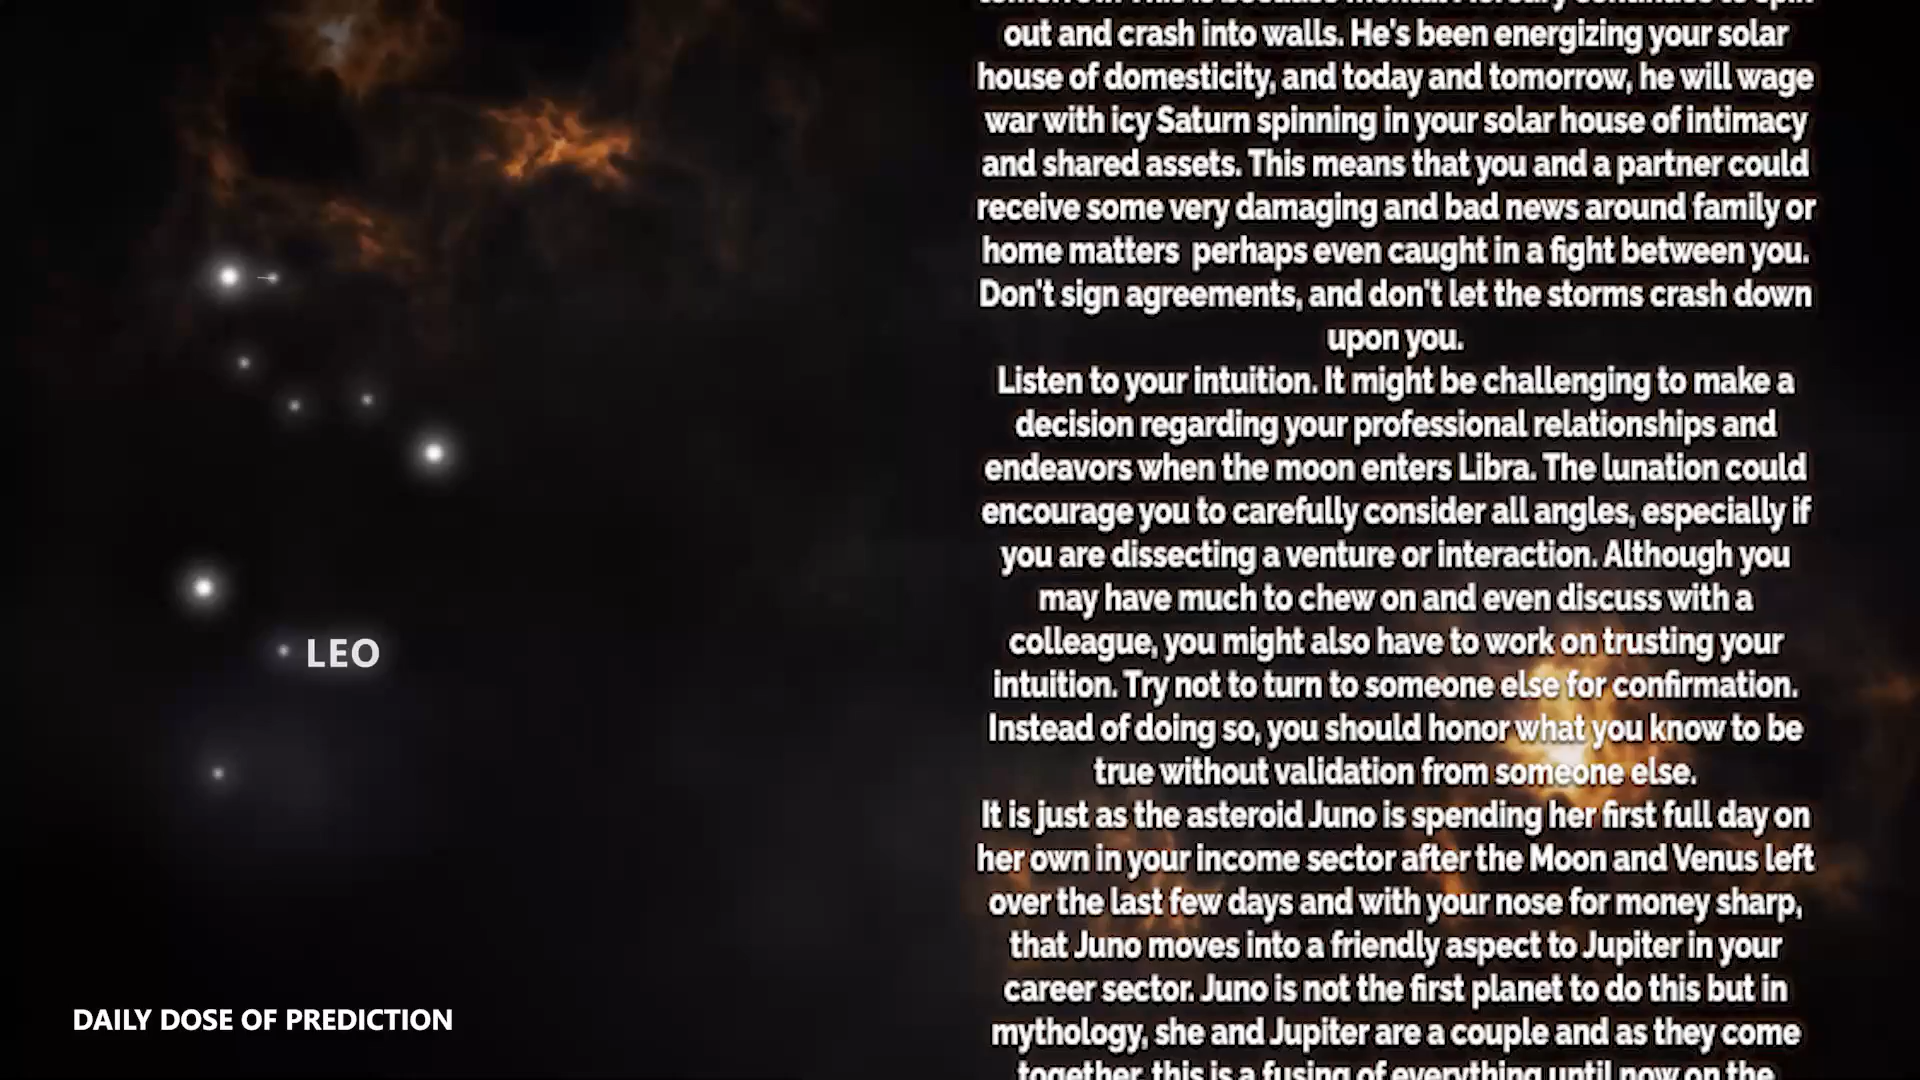 out and crash into walls. He's been energizing your solar
house of domesticity, and today and tomorrow, he will wage
war with icy Saturn spinning in your solar house of intimacy
and shared assets. This means that you and a partner could
receive some very damaging and bad news around family or
home matters  perhaps even caught in a fight between you.
Don't sign agreements, and don't let the storms crash down
upon you.
Listen to your intuition. It might be challenging to make a
decision regarding your professional relationships and
endeavors when the moon enters Libra. The lunation could
encourage you to carefully consider all angles, especially if
you are dissecting a venture or interaction. Although you
may have much to chew on and even discuss with a
colleague, you might also have to work on trusting your
intuition. Try not to turn to someone else for confirmation.
Instead of doing so, you should honor what you know to be
true without validation from someone else.
It is just as the asteroid Juno is spending her first full day on
her own in your income sector after the Moon and Venus left
over the last few days and with your nose for money sharp,
that Juno moves into a friendly aspect to Jupiter in your
career sector. Juno is not the first planet to do this but in
mythology, she and Jupiter are a couple and as they come
together, this is a fusing of everything until now on the
LEO
DAILY DOSE OF PREDICTION